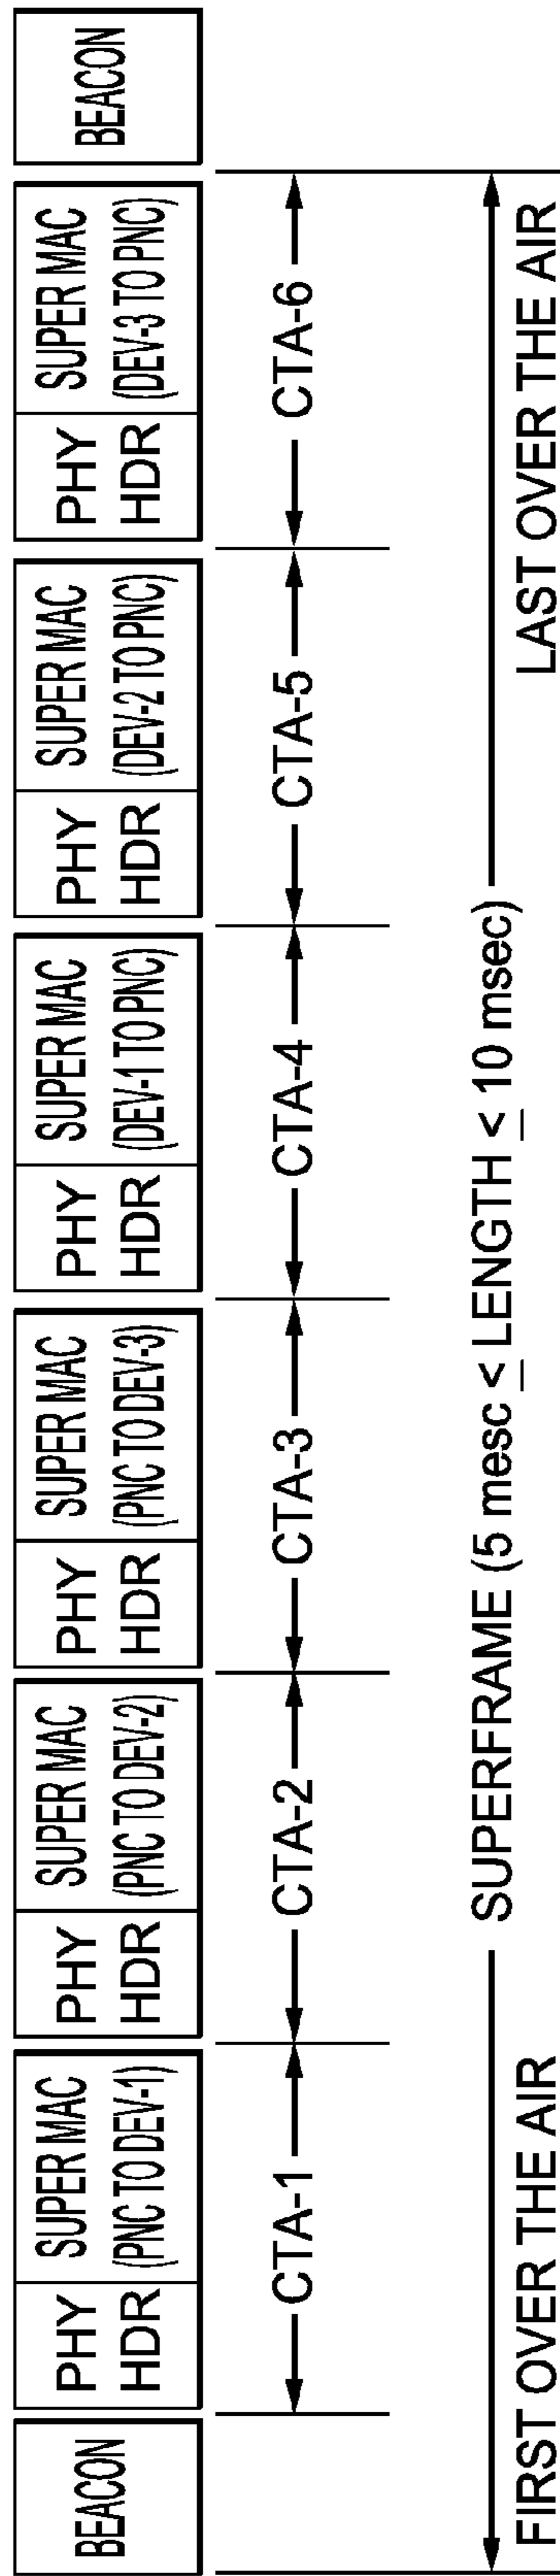 BEACON
PHY
HDR
SUPER MAC
(PNC TO DEV-1)
PHY
HDR
SUPER MAC
(PNC TO DEV-2)
PHY
HDR
SUPER MAC
(PNC TO DEV-3)
PHY
HDR
SUPER MAC
(DEV-1 TO PNC)
PHY
HDR
SUPER MAC
(DEV-2 TO PNC)
PHY
HDR
SUPER MAC
(DEV-3 TO PNC)
BEACON
CTA-1
CTA-2
CTA-3
CTA-4
CTA-5
CTA-6
SUPERFRAME (5 mesc ≤ LENGTH ≤ 10 msec)
FIRST OVER THE AIR
LAST OVER THE AIR